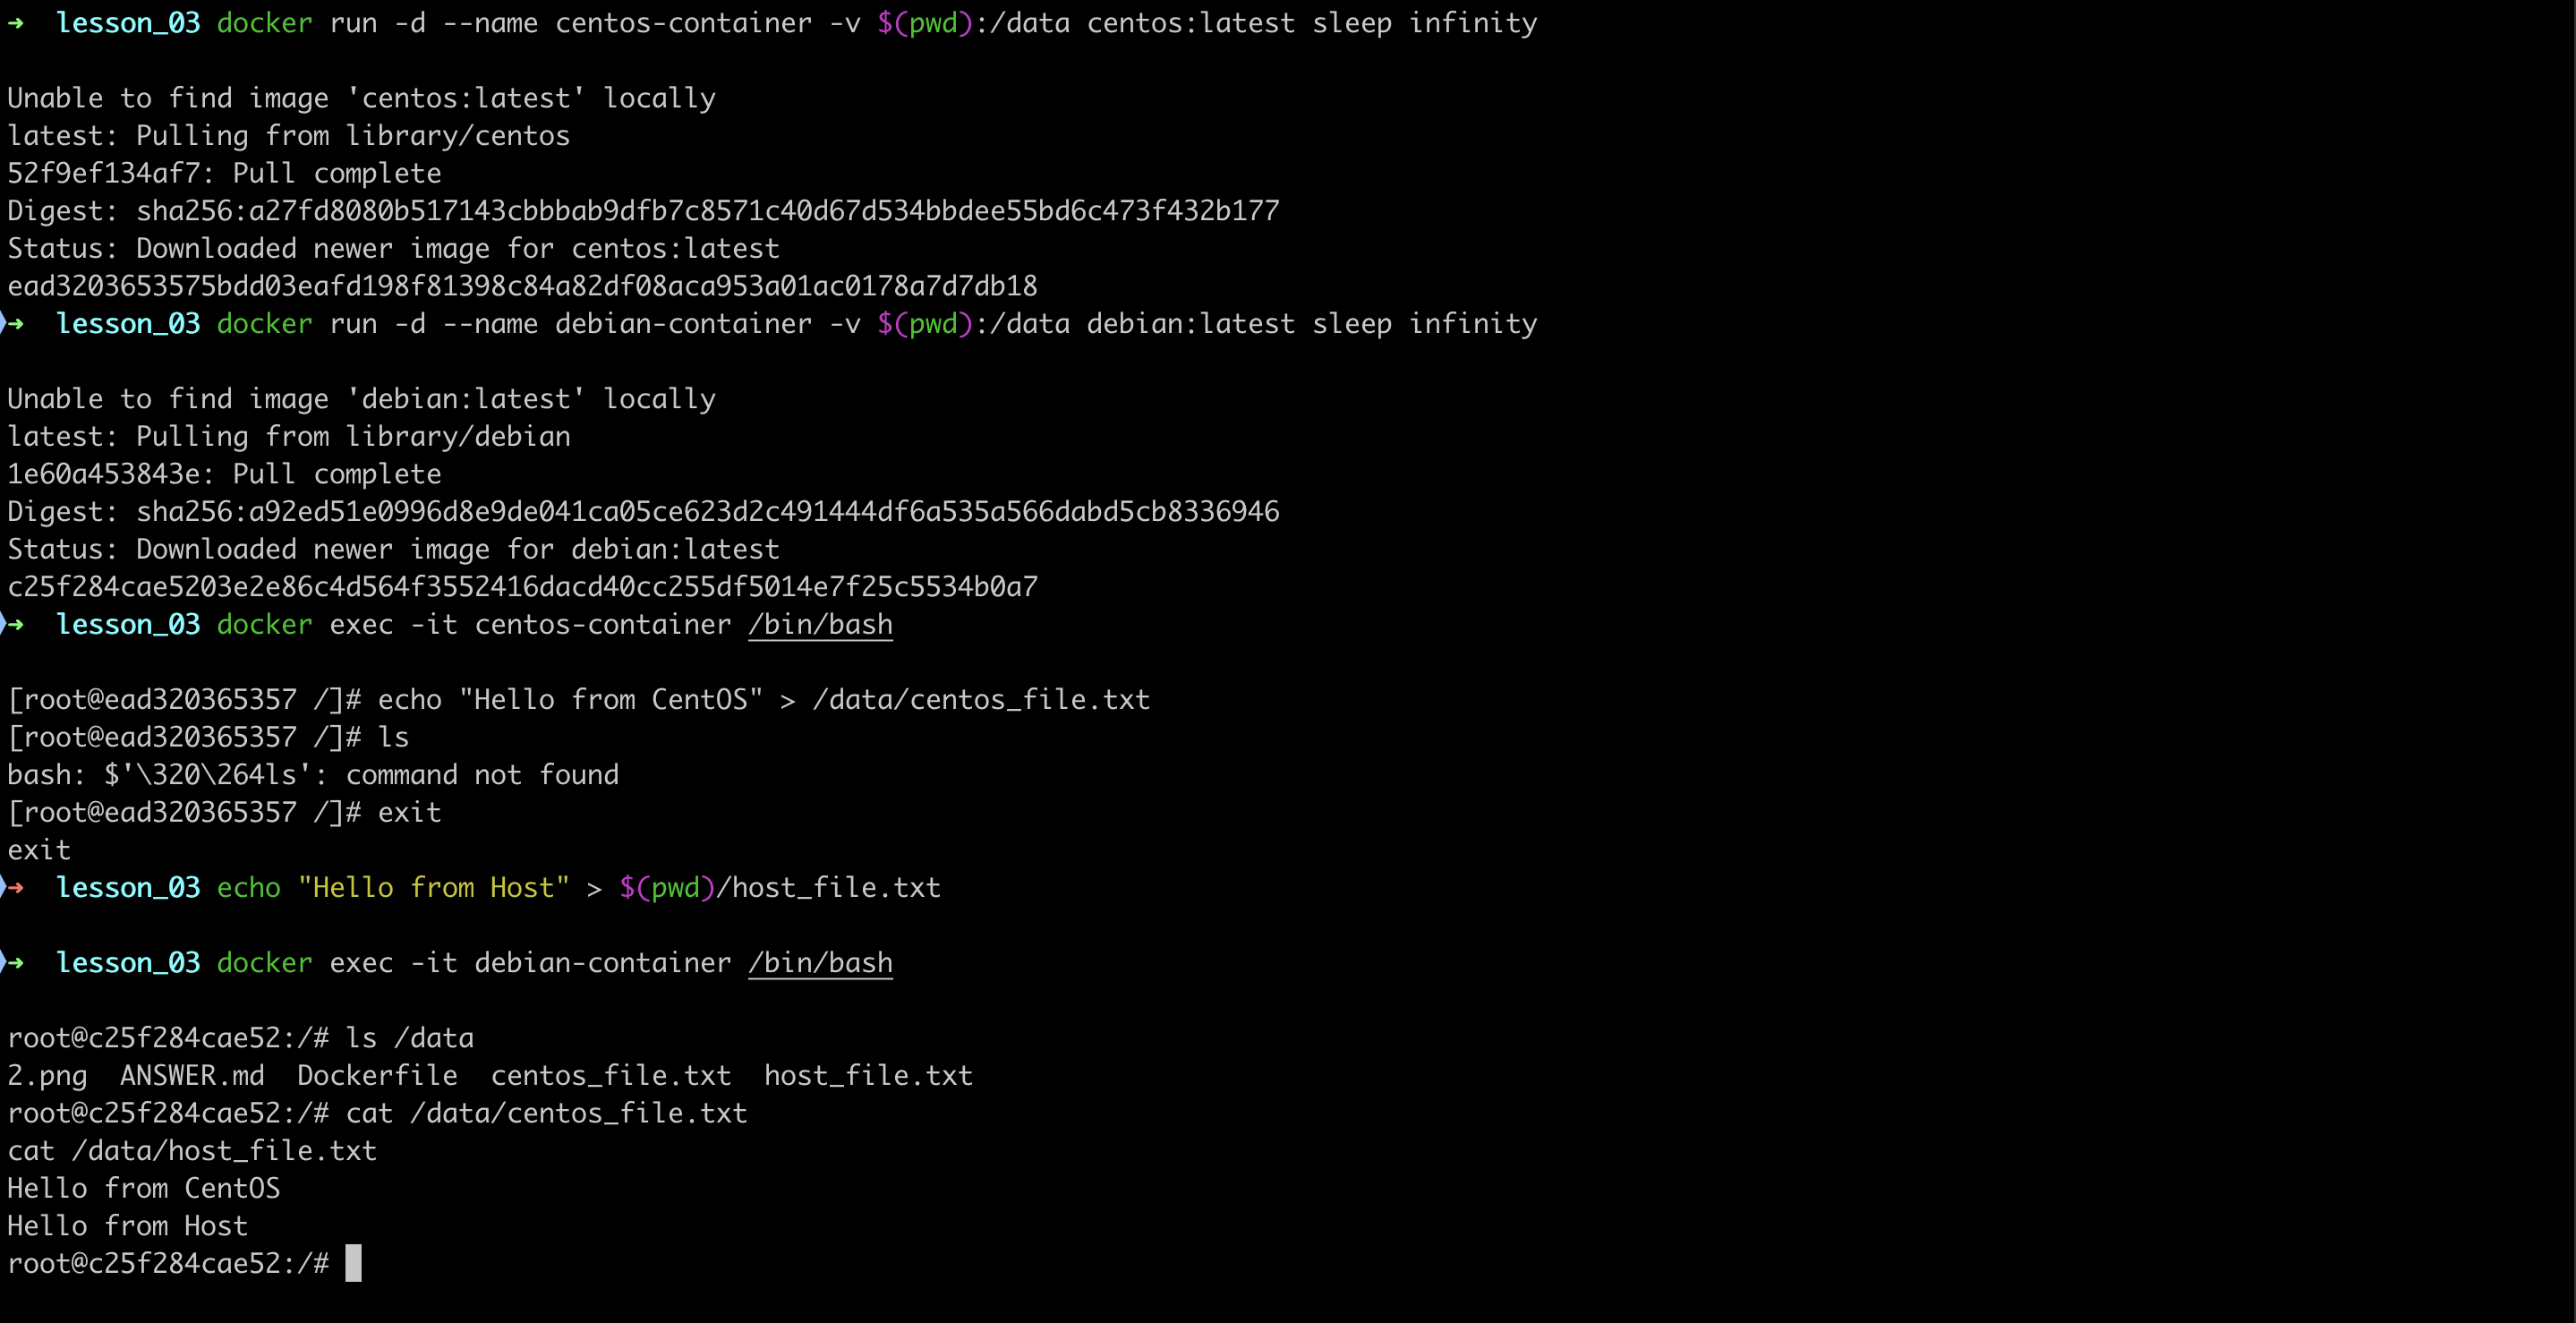 ➜  lesson_03 docker run -d --name centos-container -v $(pwd):/data centos:latest sleep infinity
Unable to find image 'centos:latest' locally
latest: Pulling from library/centos
52f9ef134af7: Pull complete
Digest: sha256:a27fd8080b517143cbbbab9dfb7c8571c40d67d534bbdee55bd6c473f432b177
Status: Downloaded newer image for centos:latest
ead3203653575bdd03eafd198f81398c84a82df08aca953a01ac0178a7d7db18
➜  lesson_03 docker run -d --name debian-container -v $(pwd):/data debian:latest sleep infinity
Unable to find image 'debian:latest' locally
latest: Pulling from library/debian
1e60a453843e: Pull complete
Digest: sha256:a92ed51e0996d8e9de041ca05ce623d2c491444df6a535a566dabd5cb8336946
Status: Downloaded newer image for debian:latest
c25f284cae5203e2e86c4d564f3552416dacd40cc255df5014e7f25c5534b0a7
➜  lesson_03 docker exec -it centos-container /bin/bash
[root@ead320365357 /]# echo "Hello from CentOS" > /data/centos_file.txt
[root@ead320365357 /]# ls
bash: $'\320\264ls': command not found
[root@ead320365357 /]# exit
exit
➜  lesson_03 echo "Hello from Host" > $(pwd)/host_file.txt
➜  lesson_03 docker exec -it debian-container /bin/bash
root@c25f284cae52:/# ls /data
2.png  ANSWER.md  Dockerfile  centos_file.txt  host_file.txt
root@c25f284cae52:/# cat /data/centos_file.txt
cat /data/host_file.txt
Hello from CentOS
Hello from Host
root@c25f284cae52:/#